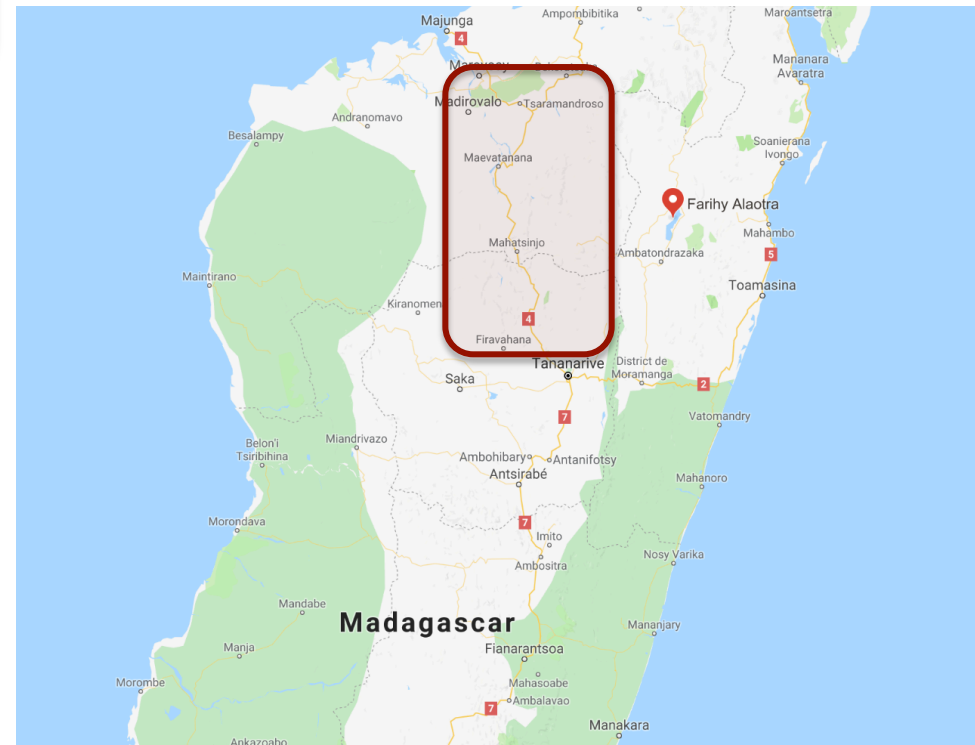 Ampombibitika
Maroantsetra
Majunga
4
Mananara
Avaratra
Madirovalo
Tsaramandroso
Andranomavo
Besalampy
Soanierana
Ivongo
Maevatanana
Farihy Alaotra
Mahambo
Mahatsinjo
Ambatondrazaka
5
Maintirano
Toamasina
Kiranomen
4
Firavahana
Tananarive
District de
Moramanga
Saka
2
7
Vatomandry
Belon'i
Tsiribihina
Miandrivazo
Ambohibary
Antanifotsy
Antsirabé
Mahanoro
Morondava
7
Imito
Nosy Varika
Ambositra
Mandabe
Madagascar
Mananjary
Manja
Fianarantsoa
Morombe
Mahasoabe
Ambalavao
7
Manakara
Ankazoabo